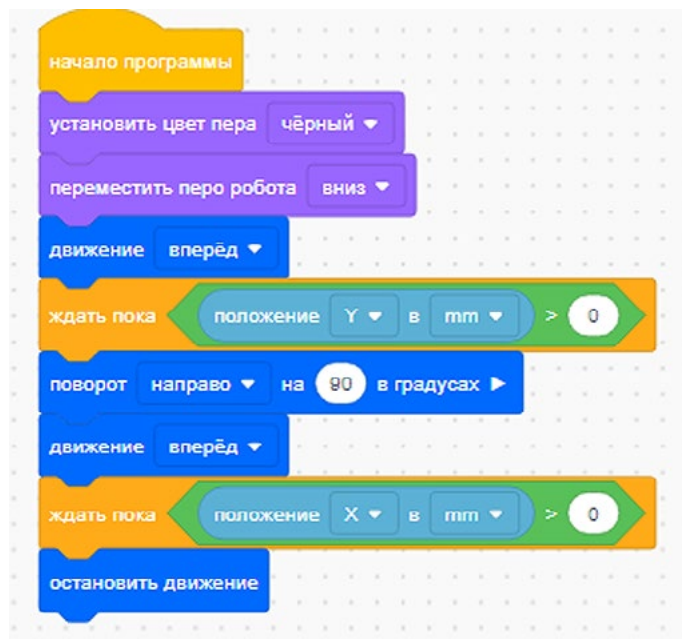 начало программы
установить цвет пера чёрный
переместить перо робота вниз
движение вперёд
ждать пока положение Y в mm > 0
поворот направо на 90 в градусах
движение вперёд
ждать пока положение X в mm > 0
остановить движение